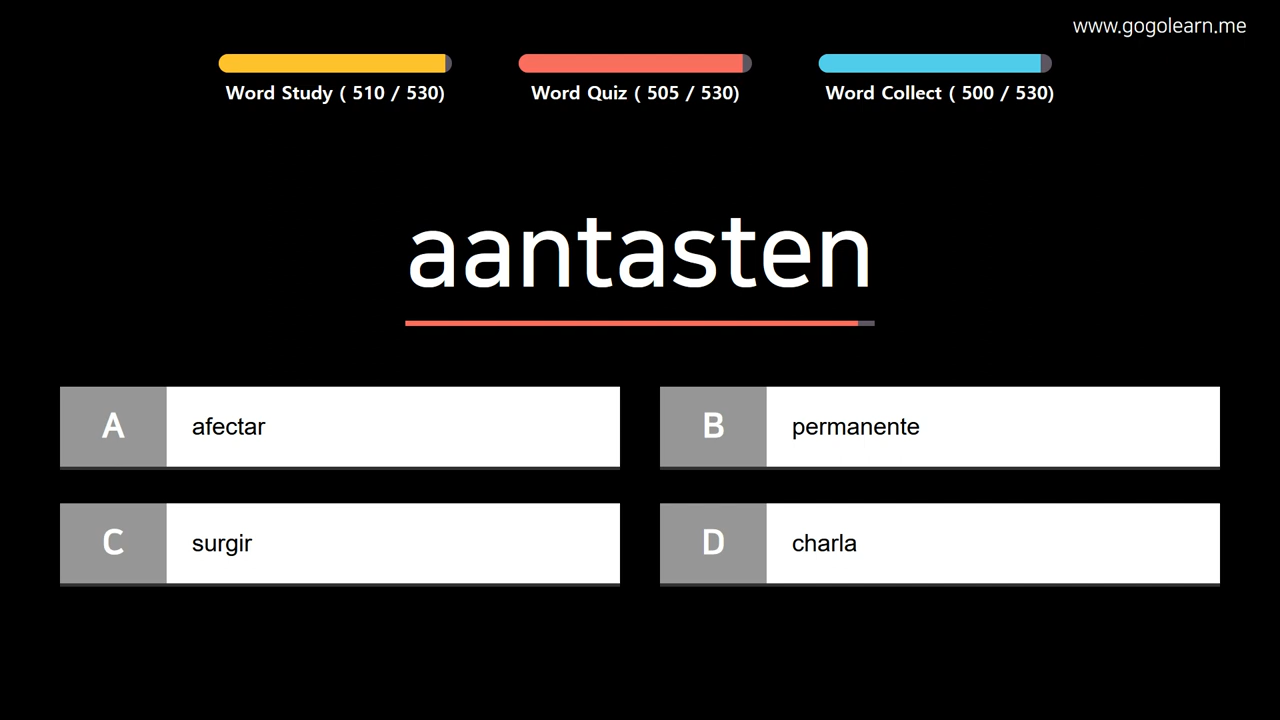 www.gogolearn.me
Word Study ( 510 / 530)
Word Quiz ( 505 / 530)
Word Collect ( 500 / 530)
aantasten
A afectar
B permanente
C surgir
D charla